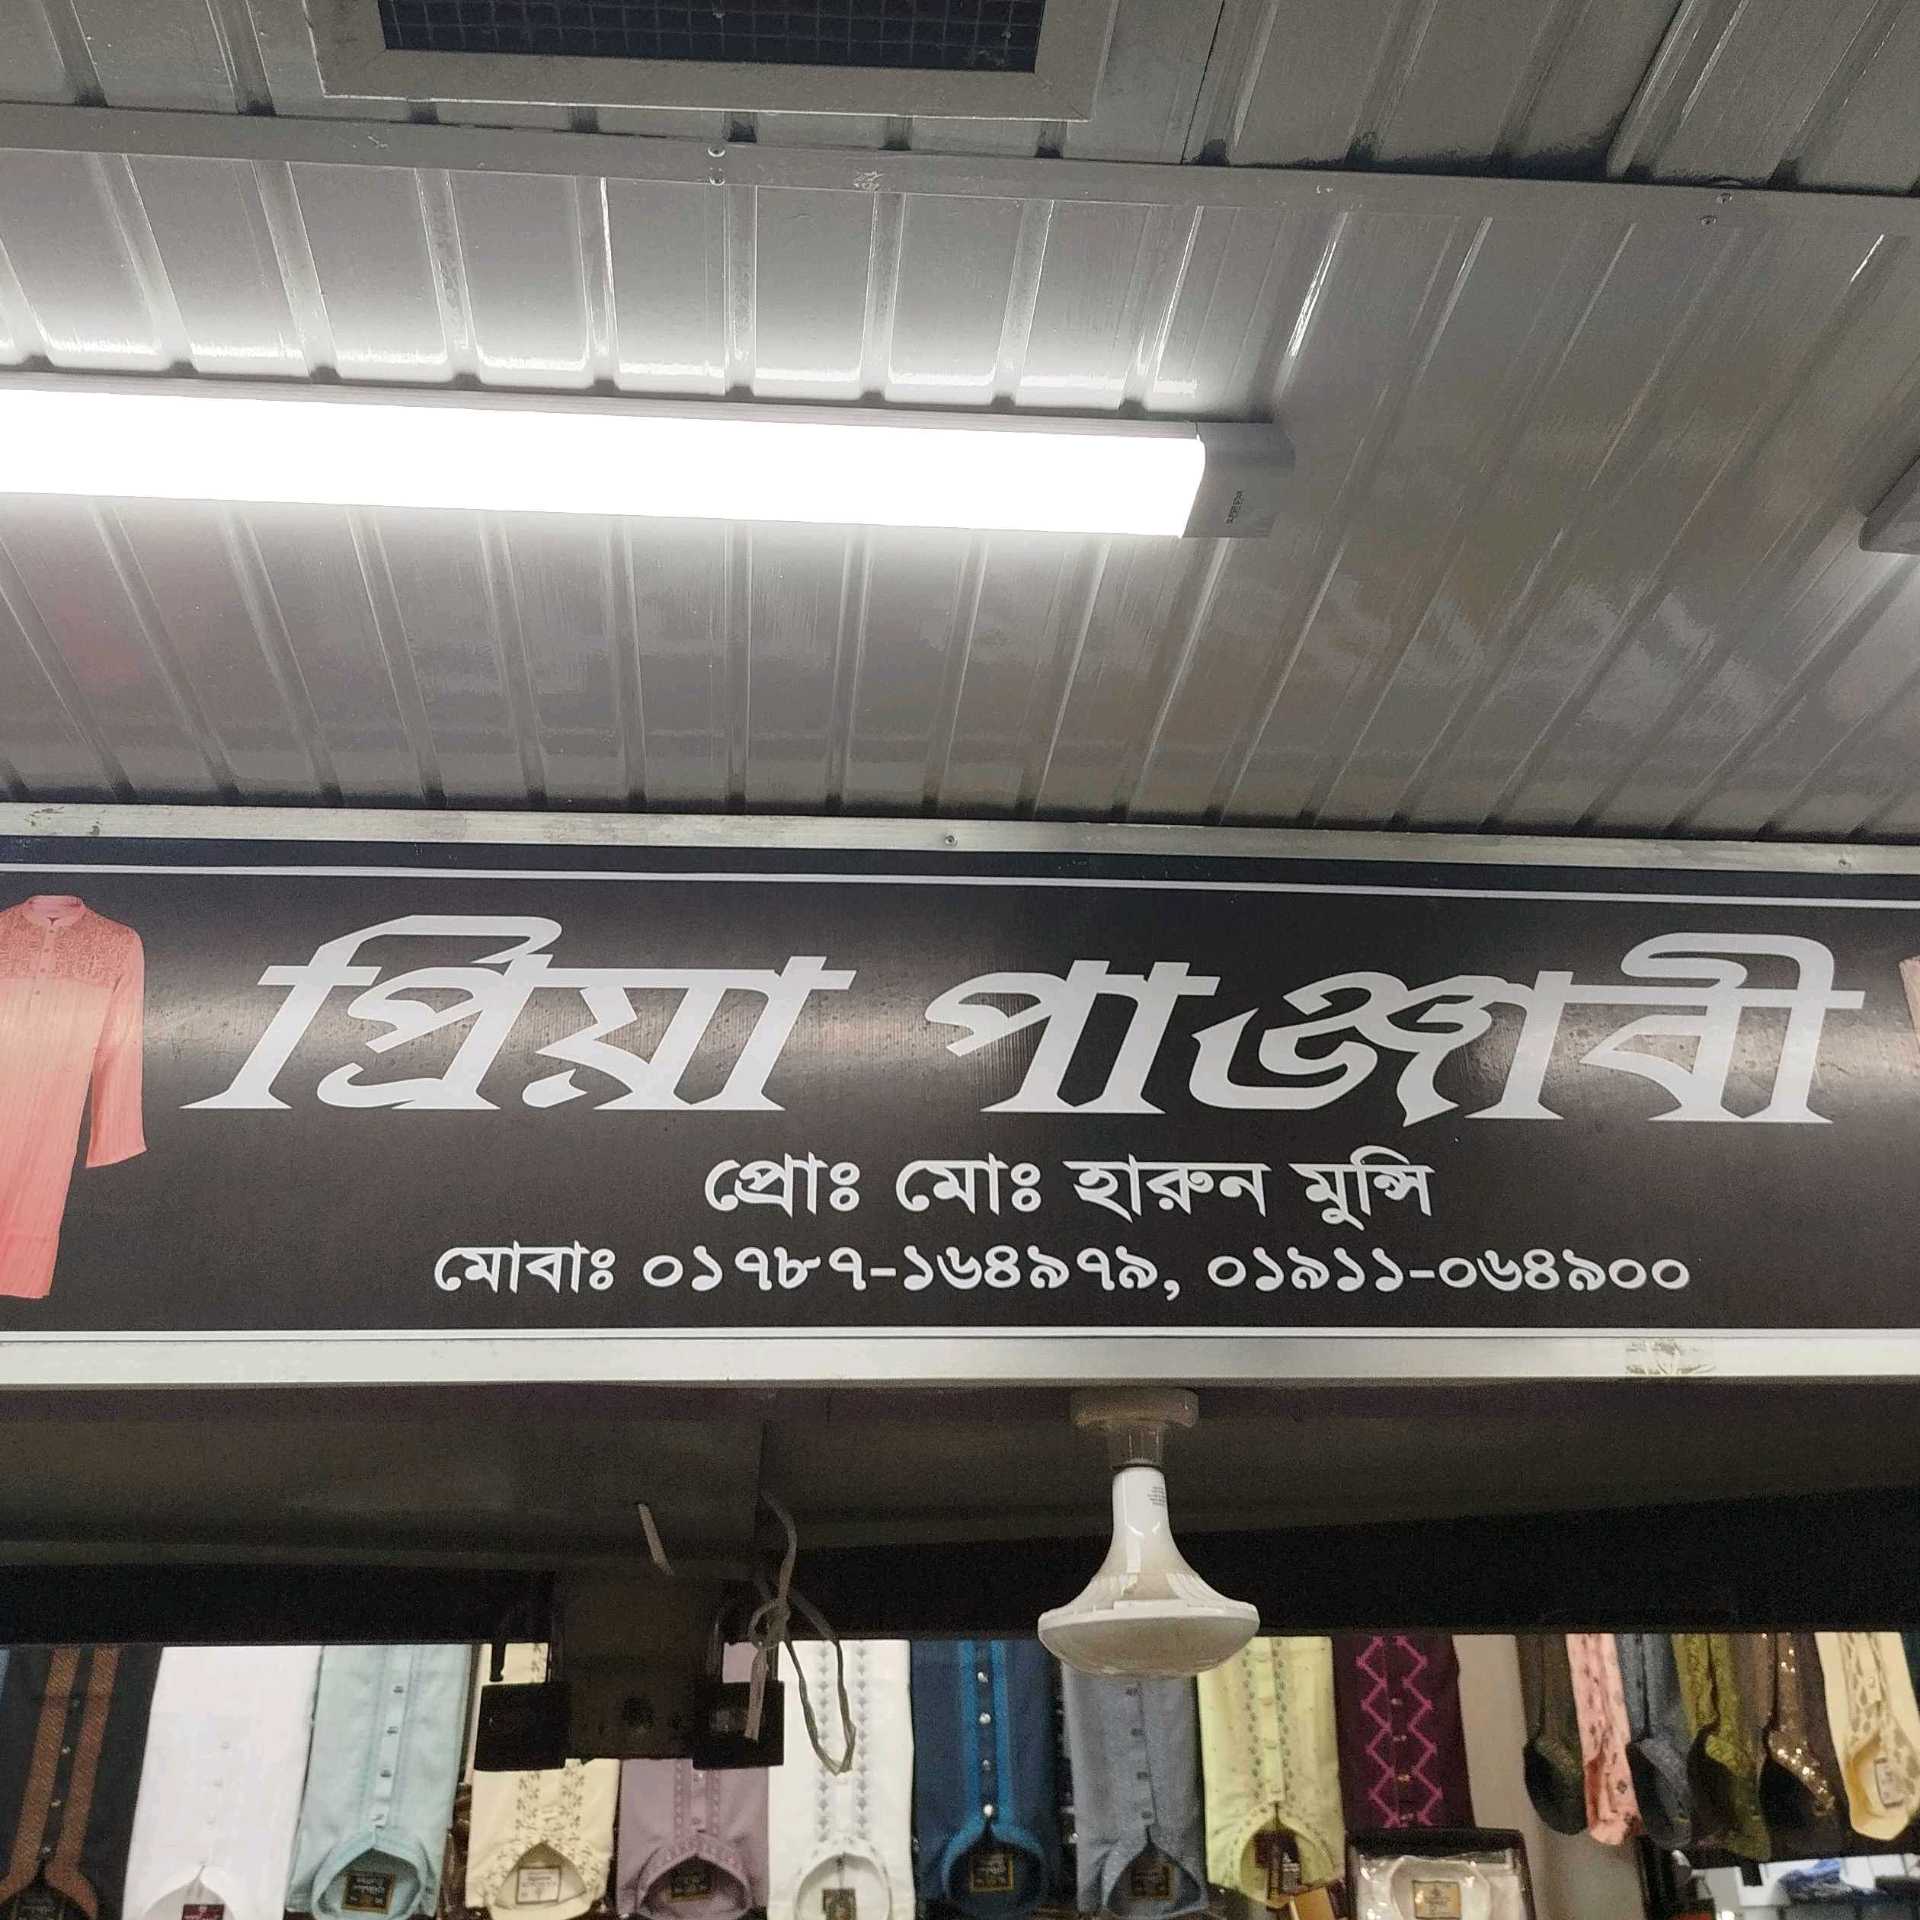 প্রিয়া পাঞ্জাবী
প্রোঃ মোঃ হারুন মুন্সি
মোবাঃ ০১৭৮৭-১৬৪৯৭৯, ০১৯১১-০৬৪৯০০